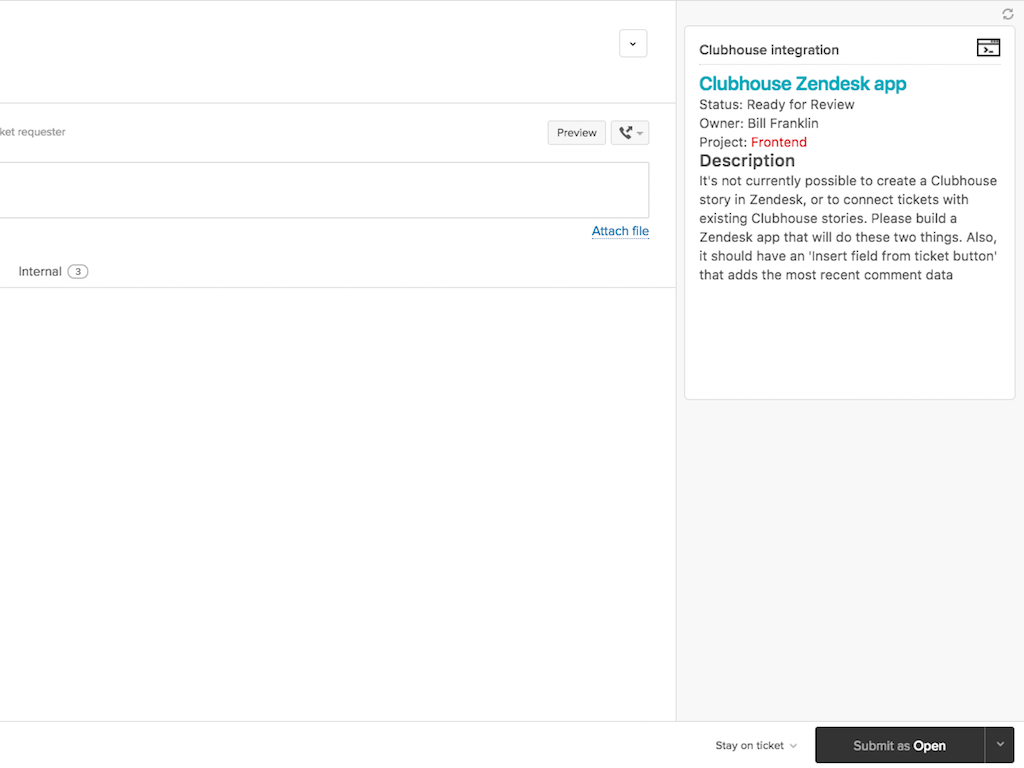 ket requester
Preview
Attach file
Internal 3
Clubhouse integration
Clubhouse Zendesk app
Status: Ready for Review
Owner: Bill Franklin
Project: Frontend
Description
It's not currently possible to create a Clubhouse
story in Zendesk, or to connect tickets with
existing Clubhouse stories. Please build a
Zendesk app that will do these two things. Also,
it should have an 'Insert field from ticket button'
that adds the most recent comment data
Stay on ticket
Submit as Open